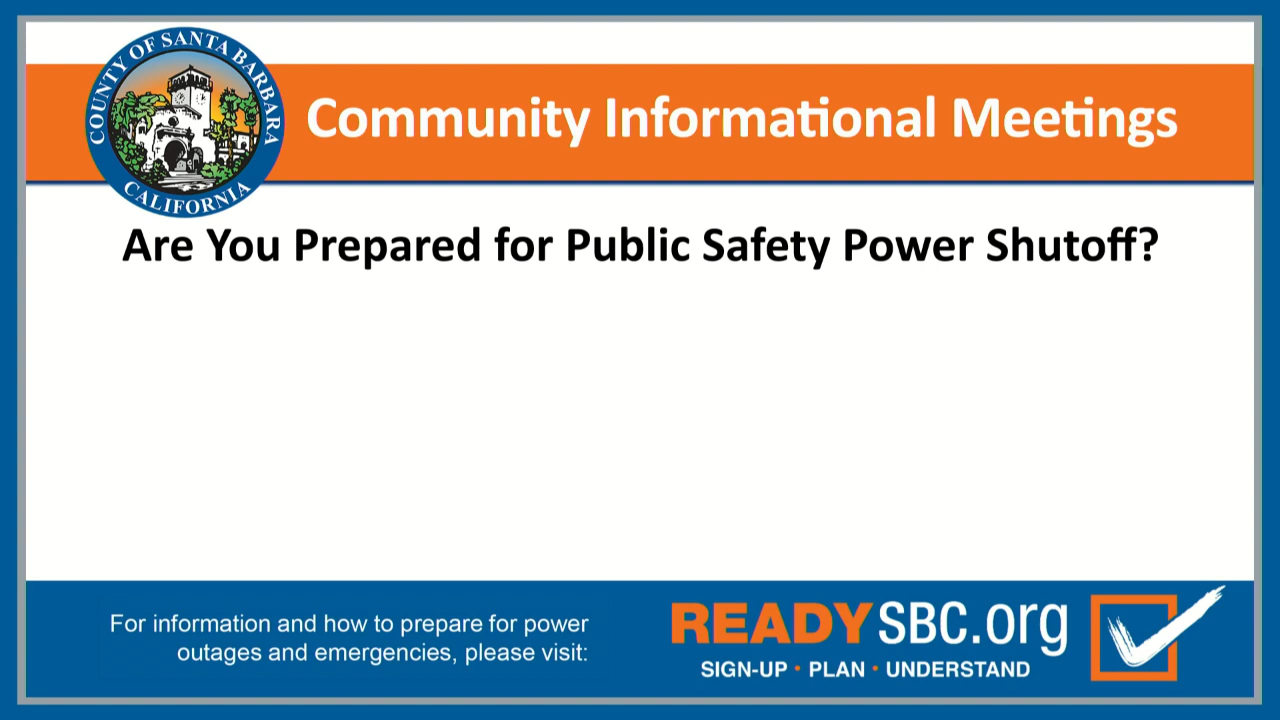 COUNTY OF SANTA BARBARA
CALIFORNIA
Community Informational Meetings
Are You Prepared for Public Safety Power Shutoff?
For information and how to prepare for power
outages and emergencies, please visit:
READYSBC.org
SIGN-UP • PLAN • UNDERSTAND